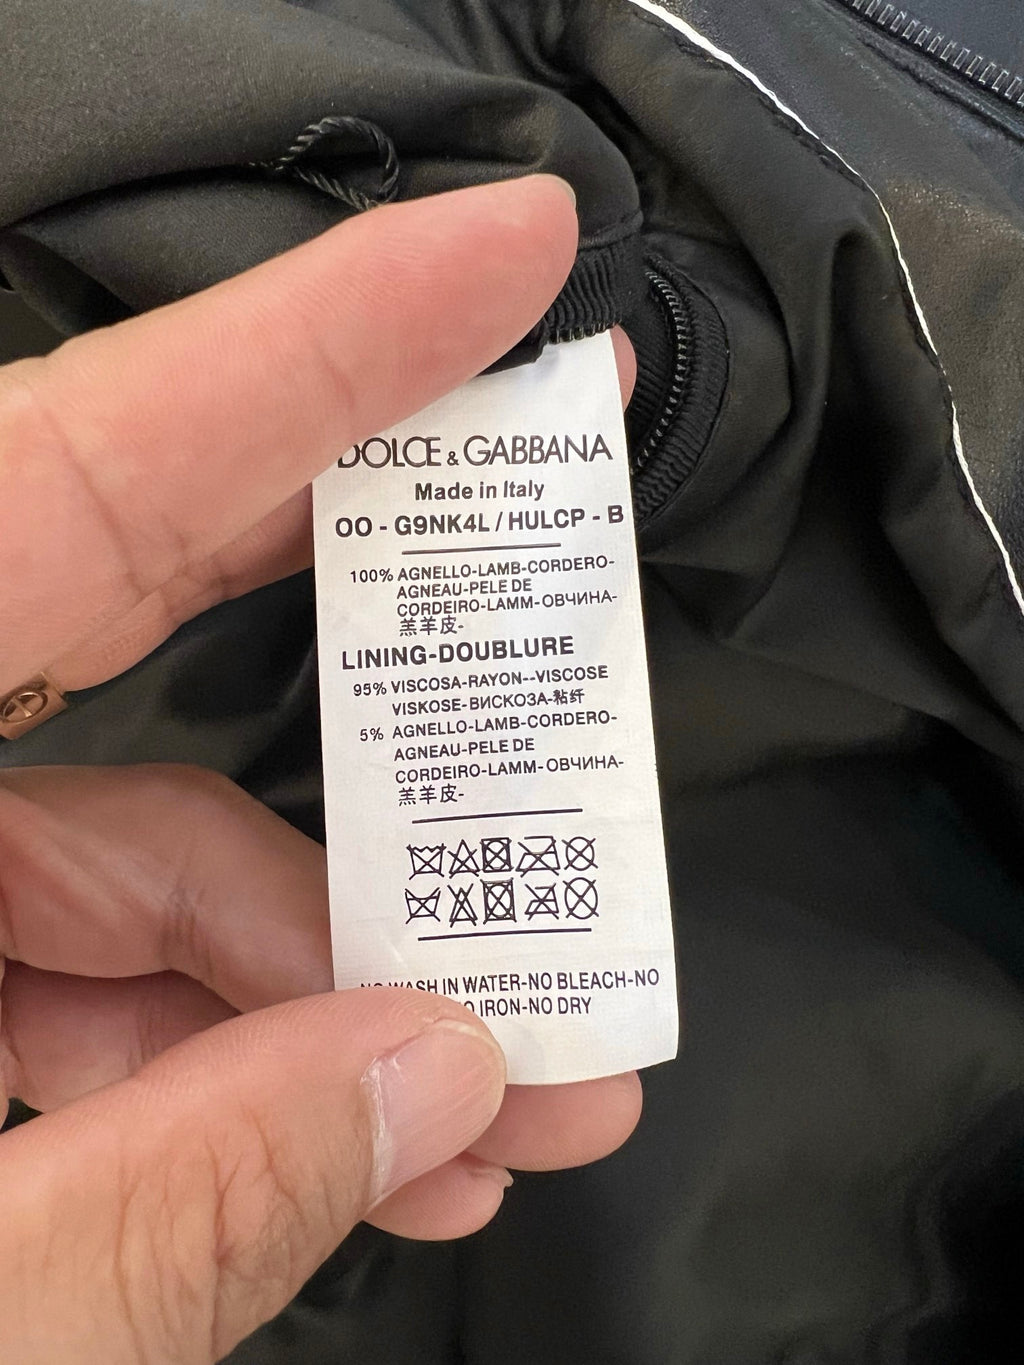 DOLCE & GABBANA
Made in Italy
OO - G9NK4L / HULCP - B
100% AGNELLO-LAMB-CORDERO-
AGNEAU-PELE DE
CORDEIRO-LAMM-ОВЧИНА-
羔羊皮-
LINING-DOUBLURE
95% VISCOSA-RAYON--VISCOSE
VISKOSE-ВИСКОЗА-粘纤
5% AGNELLO-LAMB-CORDERO-
AGNEAU-PELE DE
CORDEIRO-LAMM-ОВЧИНА-
羔羊皮-
NO WASH IN WATER-NO BLEACH-NO
IRON-NO DRY